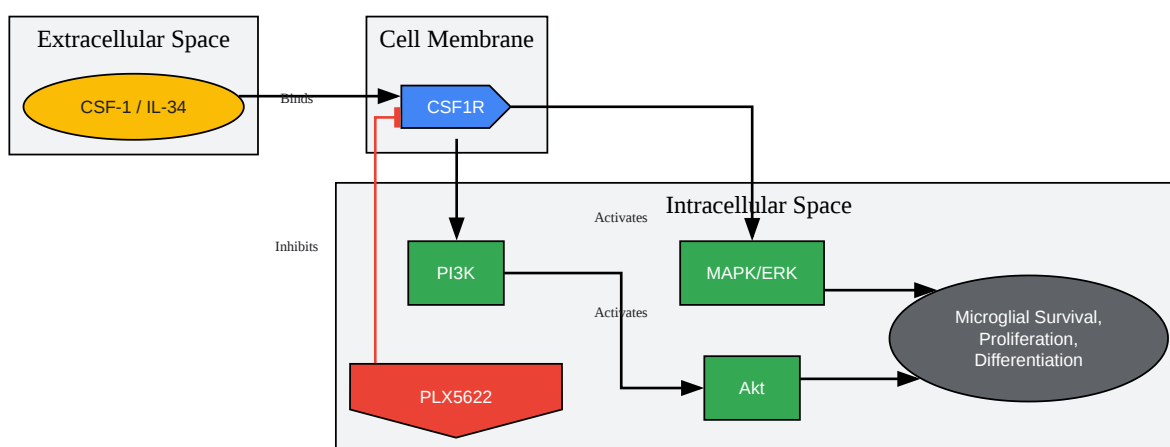 Extracellular Space
Cell Membrane
CSF-1 / IL-34
Binds
CSF1R
Intracellular Space
Activates
Inhibits
PI3K
MAPK/ERK
Activates
Microglial Survival,
Proliferation,
Differentiation
PLX5622
Akt